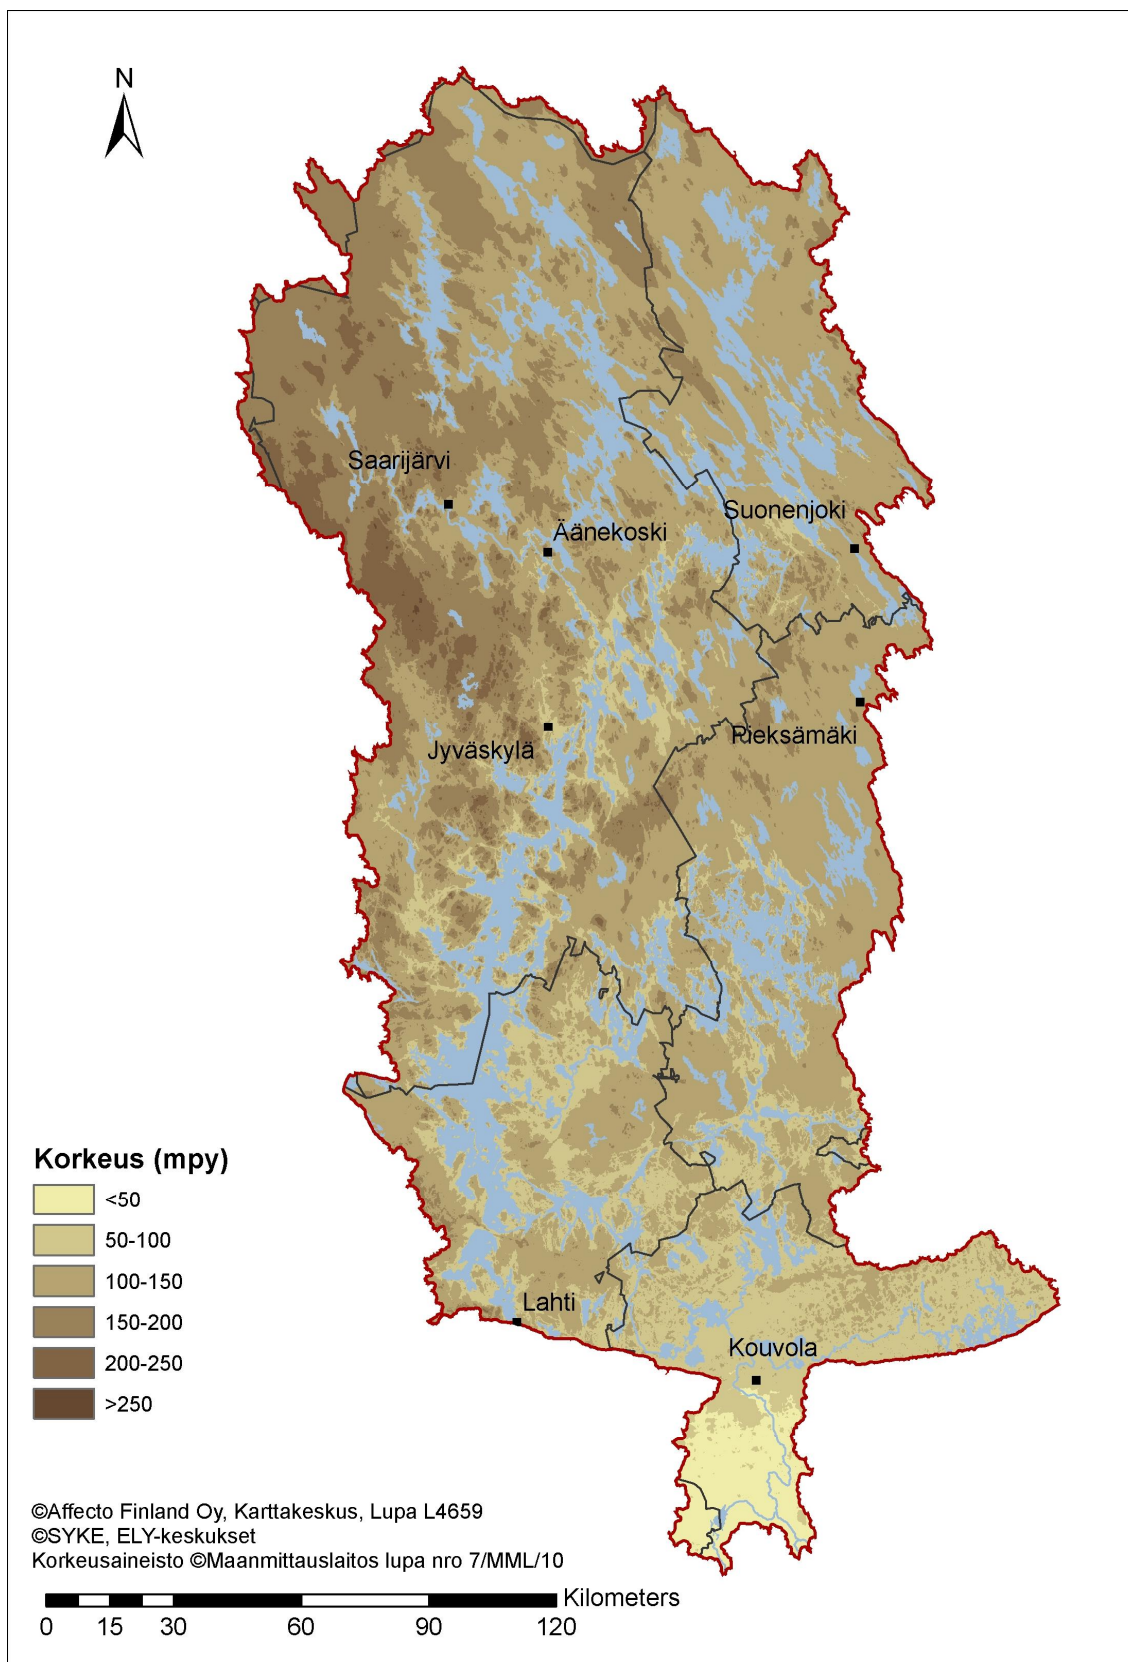 N
Saarijärvi
Suonenjoki
Äänekoski
Pieksämäki
Jyväskylä
Korkeus (mpy)
<50
50-100
100-150
150-200
200-250
>250
Lahti
Kouvola
©Affecto Finland Oy, Karttakeskus, Lupa L4659
©SYKE, ELY-keskukset
Korkeusaineisto ©Maanmittauslaitos lupa nro 7/MML/10
Kilometers
0 15 30 60 90 120